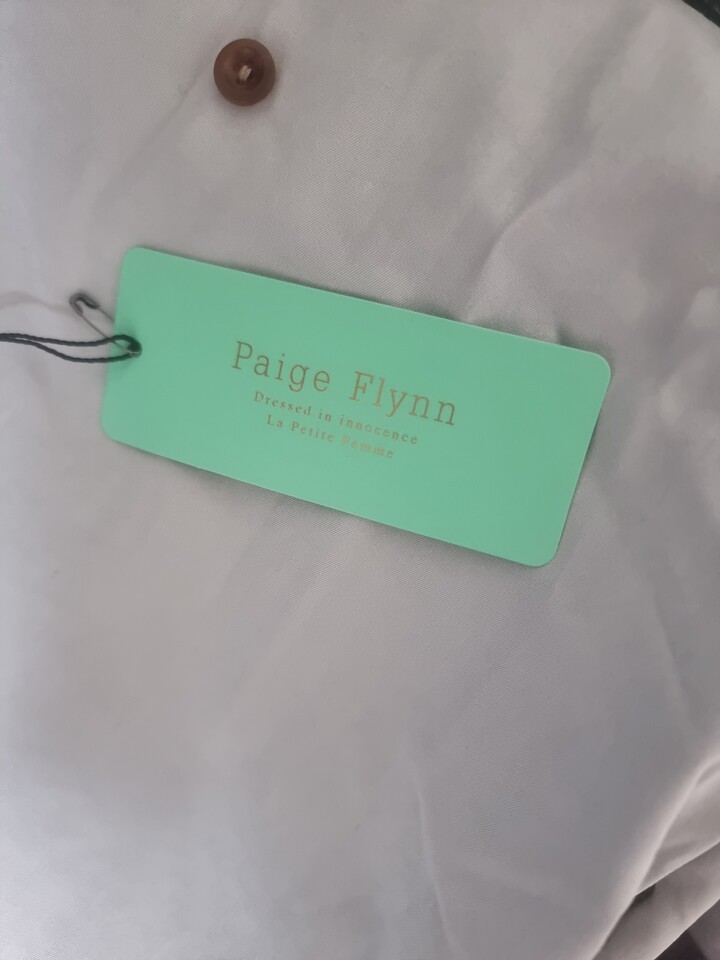 Paige Flynn
Dressed in innocence
La Petite Femme